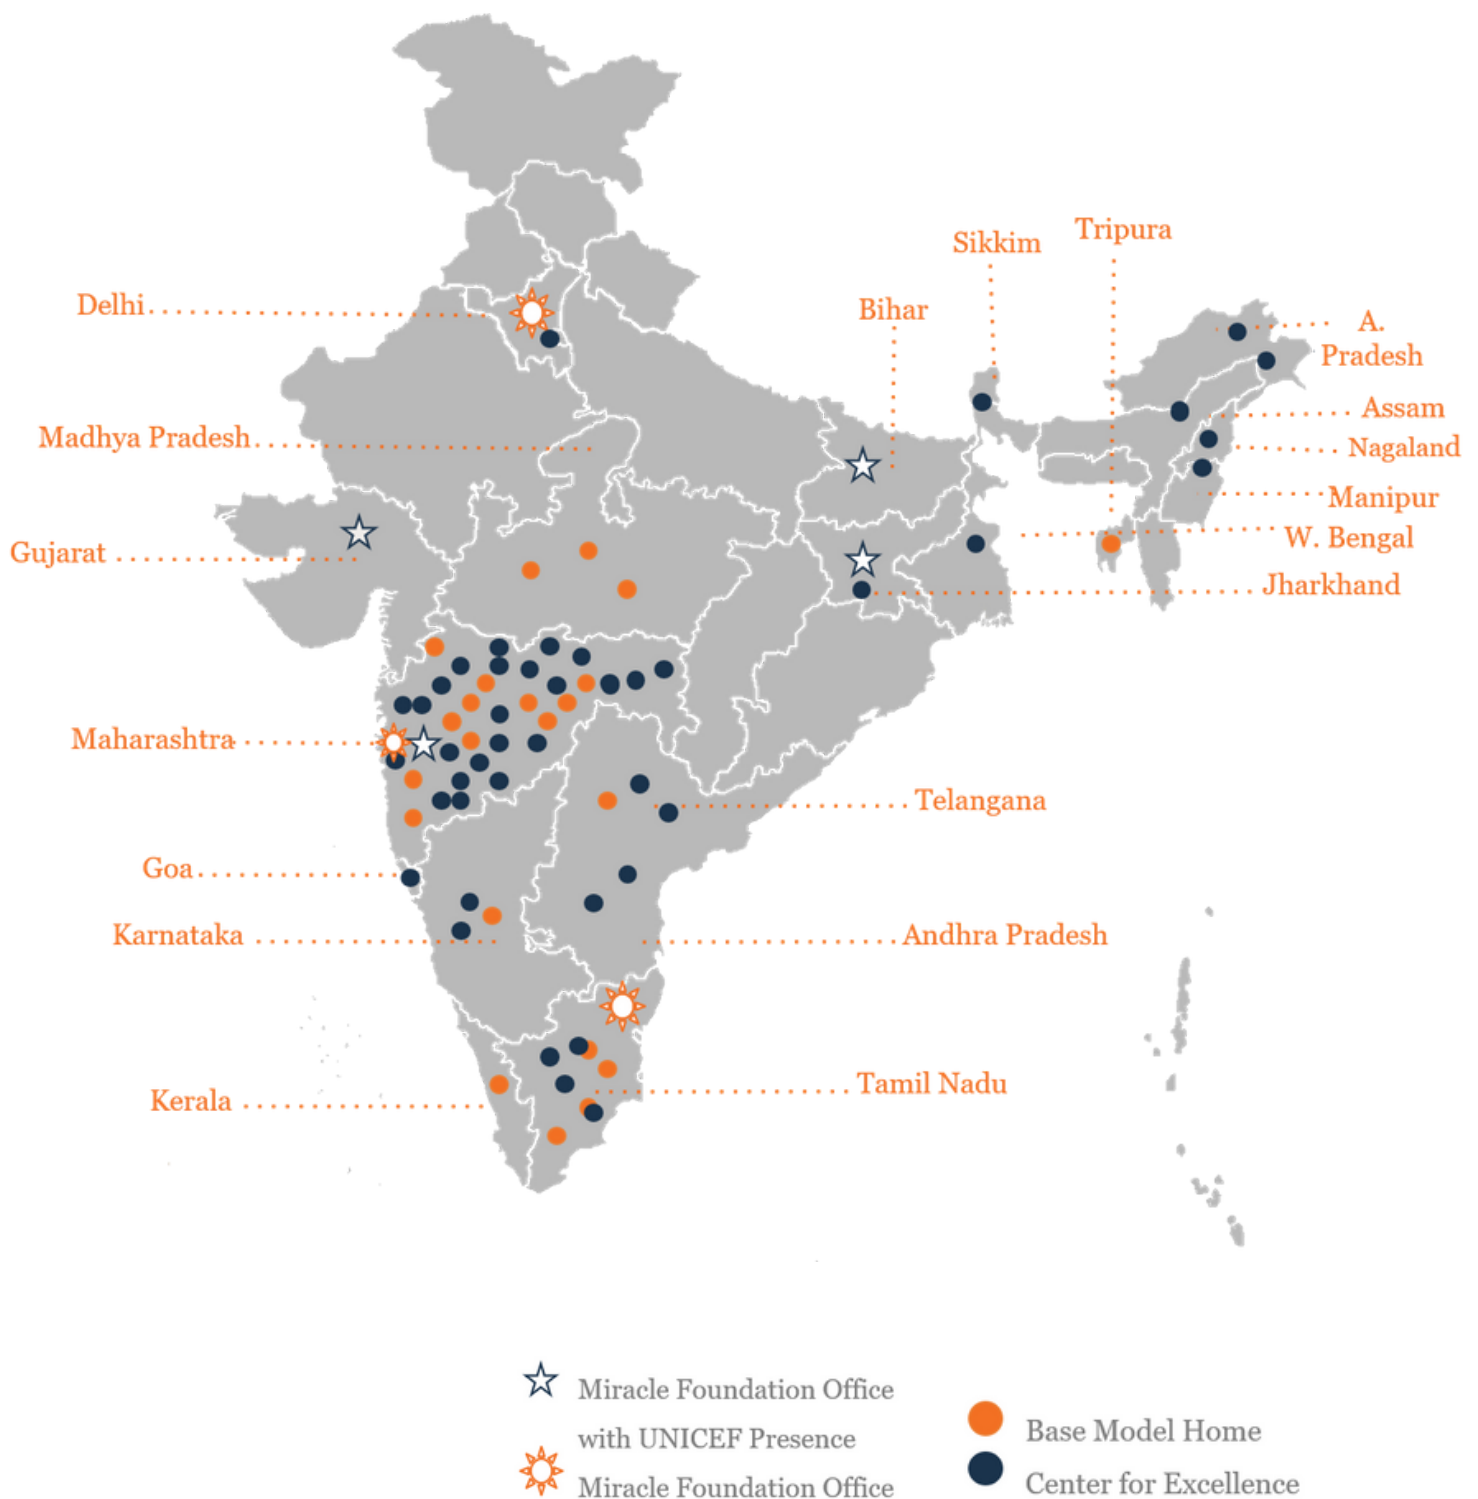 Tripura
Sikkim
Delhi
Bihar
A.
Pradesh
Assam
Madhya Pradesh
Nagaland
Manipur
W. Bengal
Gujarat
Jharkhand
Maharashtra
Telangana
Goa
Karnataka
Andhra Pradesh
Tamil Nadu
Kerala
Miracle Foundation Office
with UNICEF Presence
Miracle Foundation Office
Base Model Home
Center for Excellence